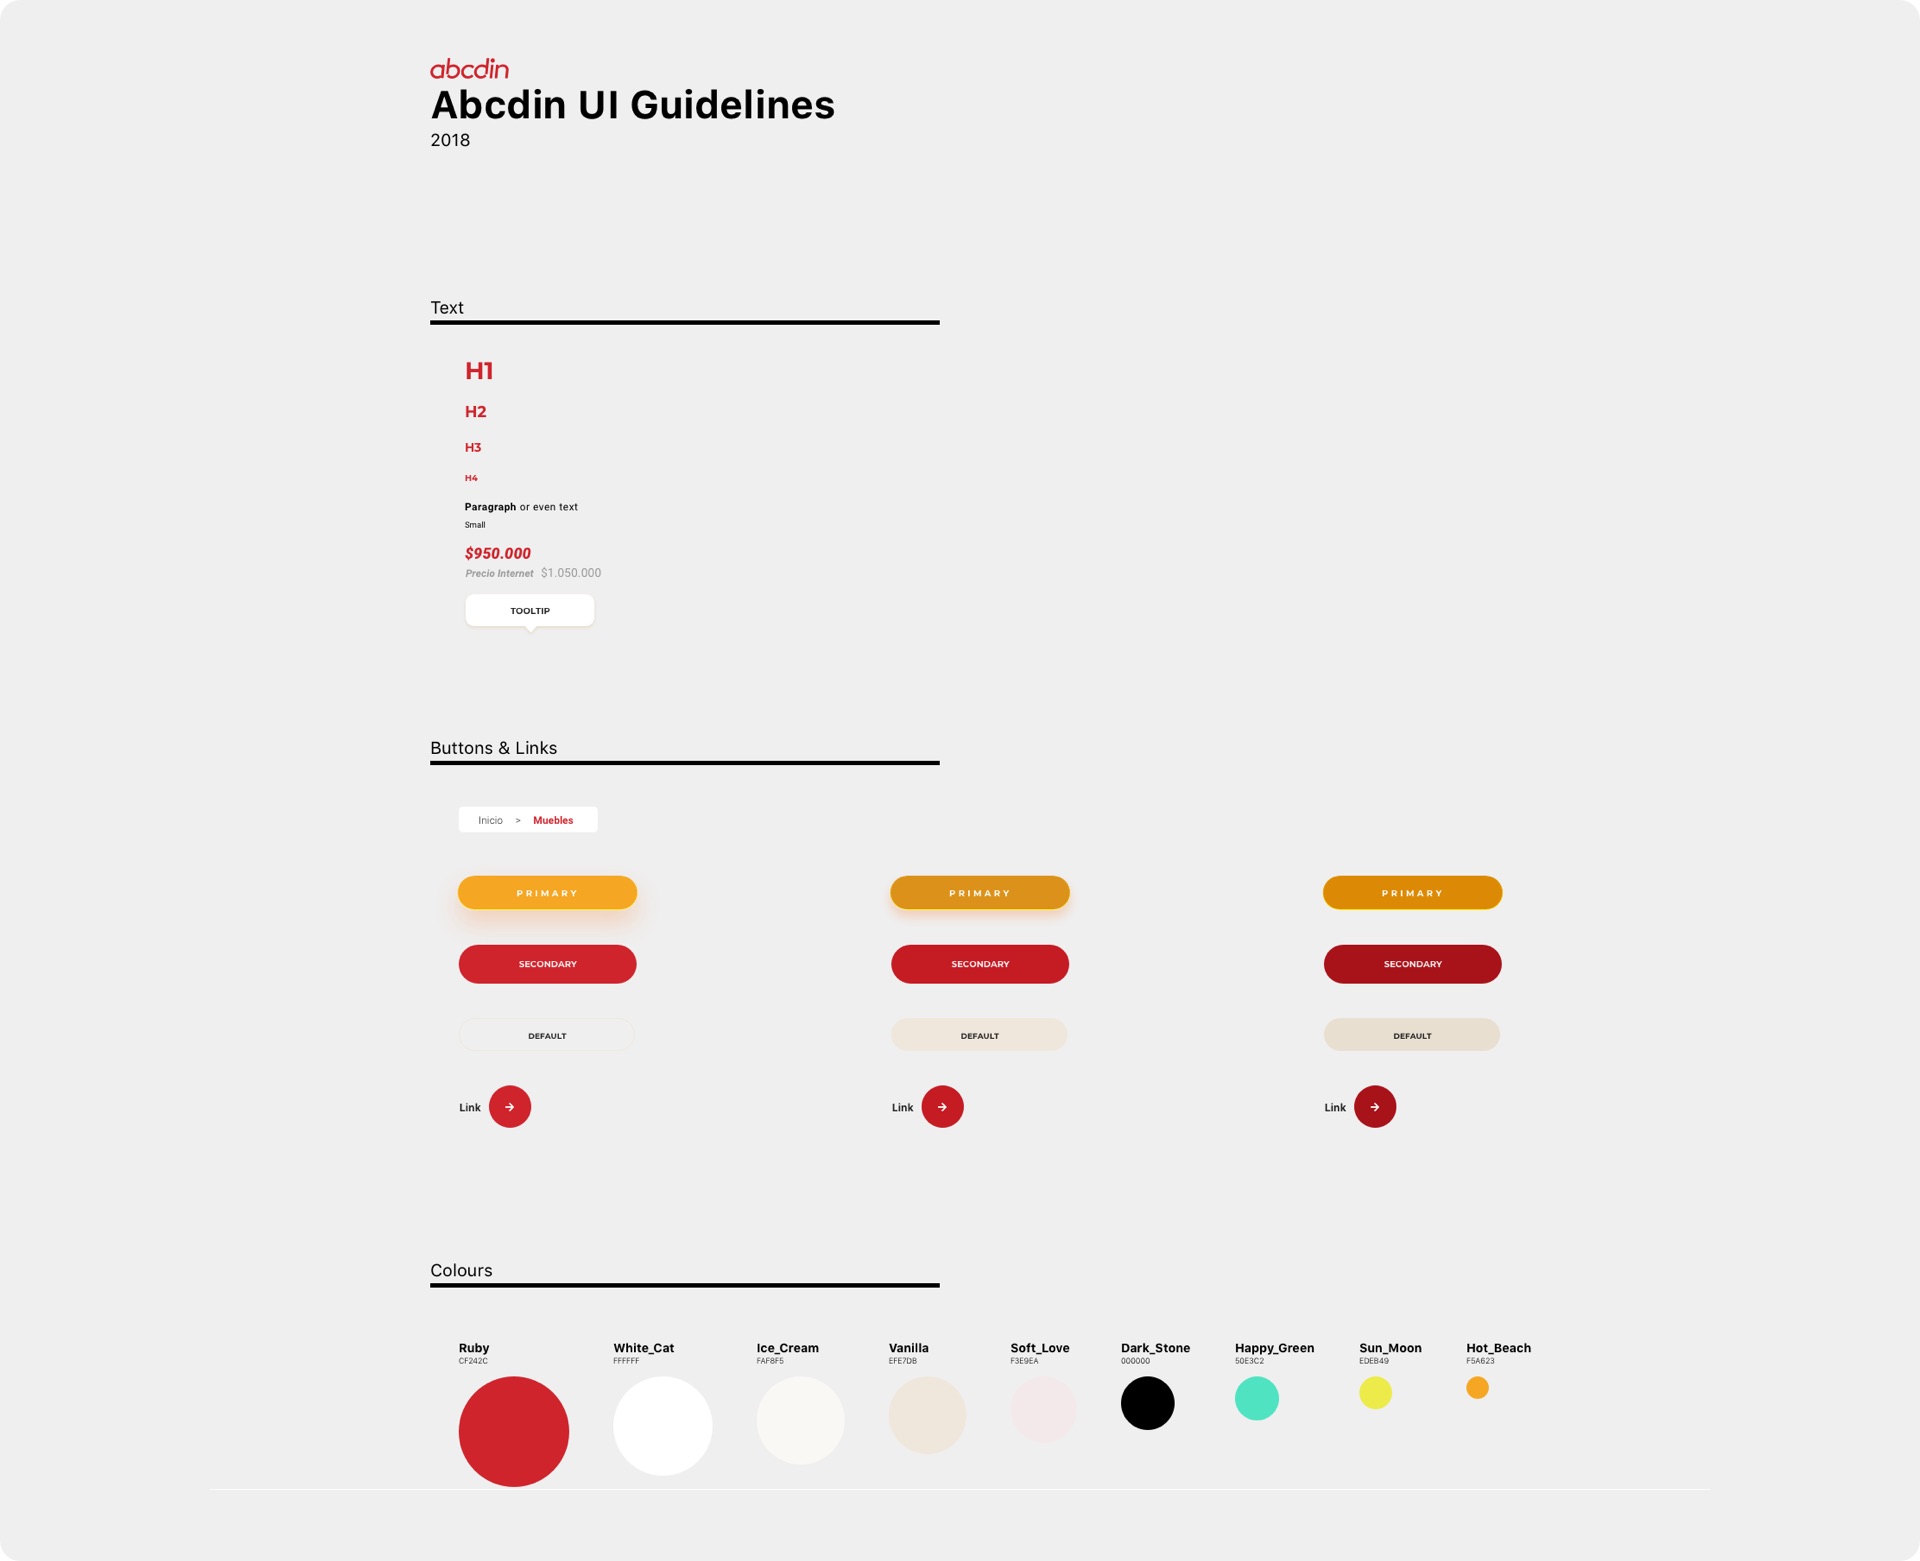 abcdin
Abcdin UI Guidelines
2018
Text
H1
H2
H3
H4
Paragraph or even text
Small
$950.000
Precio Internet $1.050.000
TOOLTIP
Buttons & Links
Inicio > Muebles
PRIMARY PRIMARY PRIMARY
SECONDARY SECONDARY SECONDARY
DEFAULT DEFAULT DEFAULT
Link Link Link
Colours
Ruby White_Cat Ice_Cream Vanilla Soft_Love Dark_Stone Happy_Green Sun_Moon Hot_Beach
CF242C FFFFFF FAF8F5 EFE7DB F3E9EA 000000 50E3C2 EDEB49 F5A623